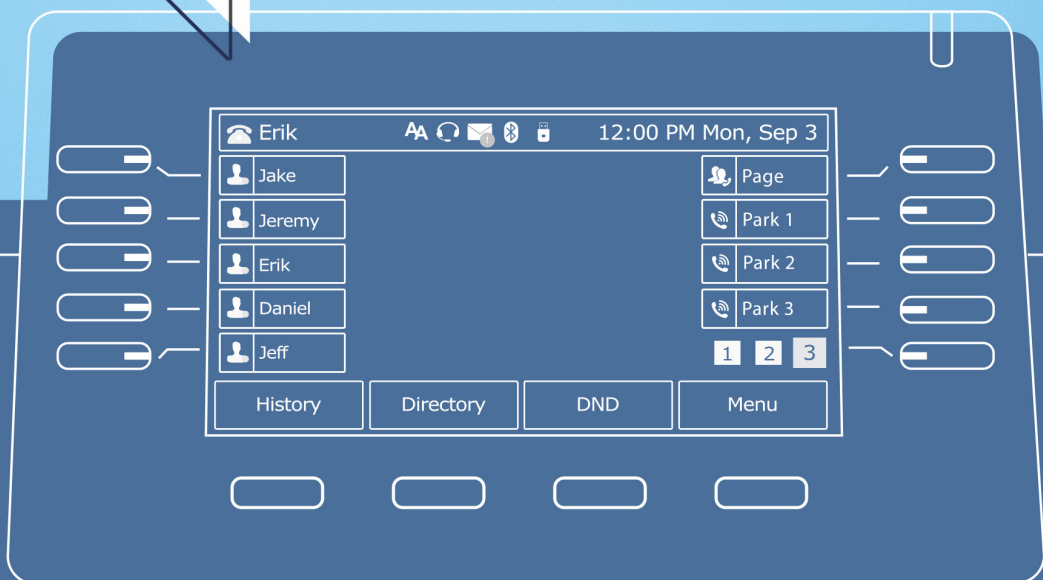 Erik AA 12:00 PM Mon, Sep 3
Jake
Page
Jeremy
Park 1
Erik
Park 2
Daniel
Park 3
Jeff
1 2 3
History Directory DND Menu